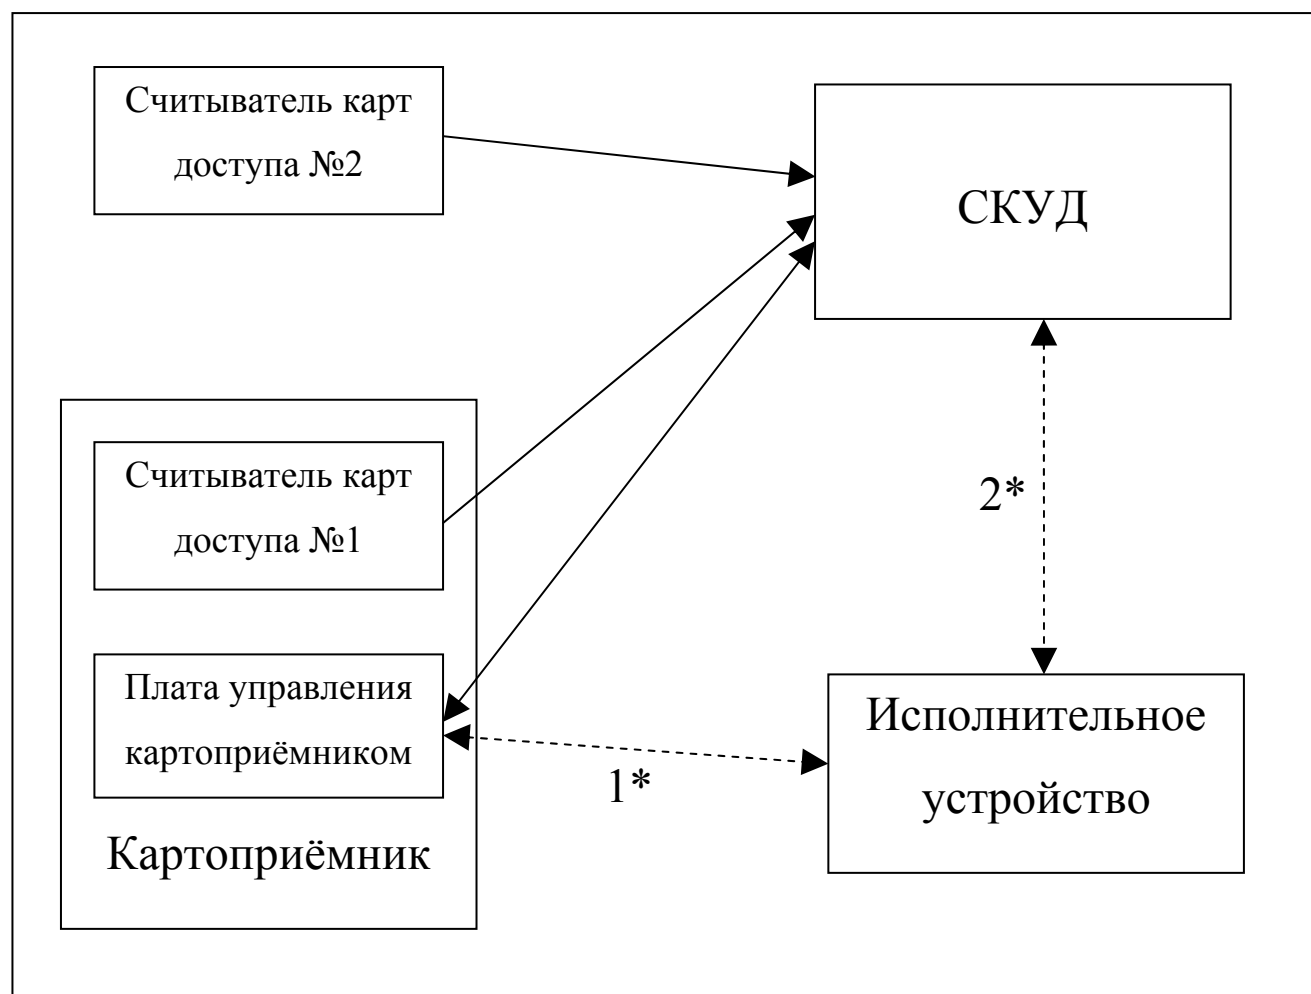 Считыватель карт
доступа №2
СКУД
Считыватель карт
доступа №1
2*
Плата управления
картоприёмником
1*
Исполнительное
устройство
Картоприёмник